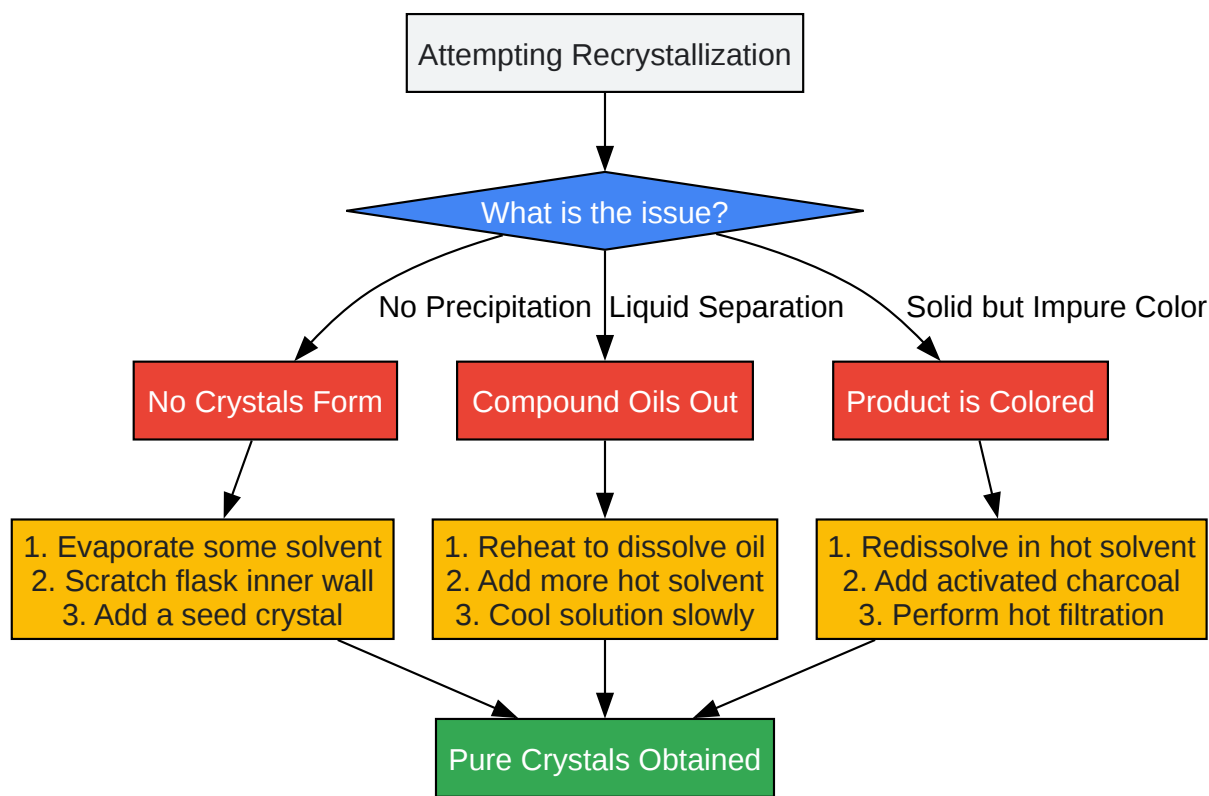 Attempting Recrystallization
What is the issue?
No Precipitation
Liquid Separation
Solid but Impure Color
No Crystals Form
Compound Oils Out
Product is Colored
1. Evaporate some solvent
2. Scratch flask inner wall
3. Add a seed crystal
1. Reheat to dissolve oil
2. Add more hot solvent
3. Cool solution slowly
1. Redissolve in hot solvent
2. Add activated charcoal
3. Perform hot filtration
Pure Crystals Obtained